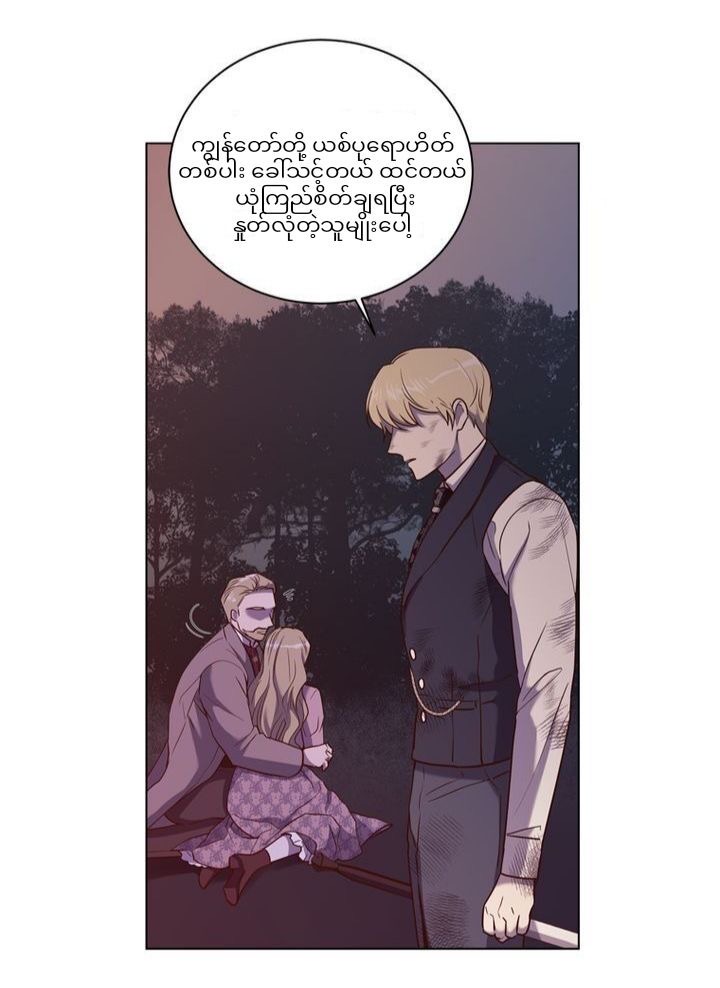 ကျွန်တော်တို့ ယစ်ပုရောဟိတ်
တစ်ပါး ခေါ်သင့်တယ် ထင်တယ်
ယုံကြည်စိတ်ချရပြီး
နှုတ်လုံတဲ့သူမျိုးပေါ့